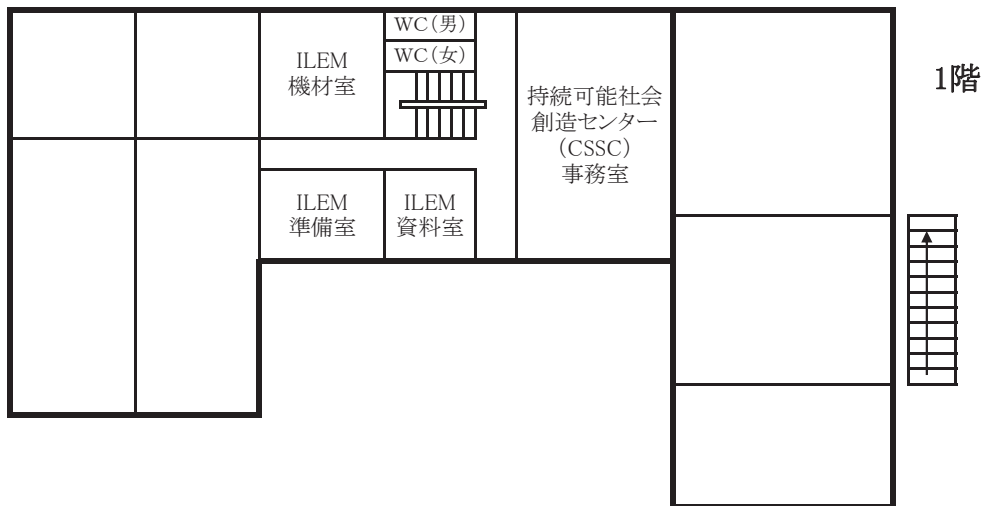 WC（男）
WC（女）
ILEM
機材室
持続可能社会
創造センター
（CSSC）
事務室
1階
ILEM
準備室
ILEM
資料室